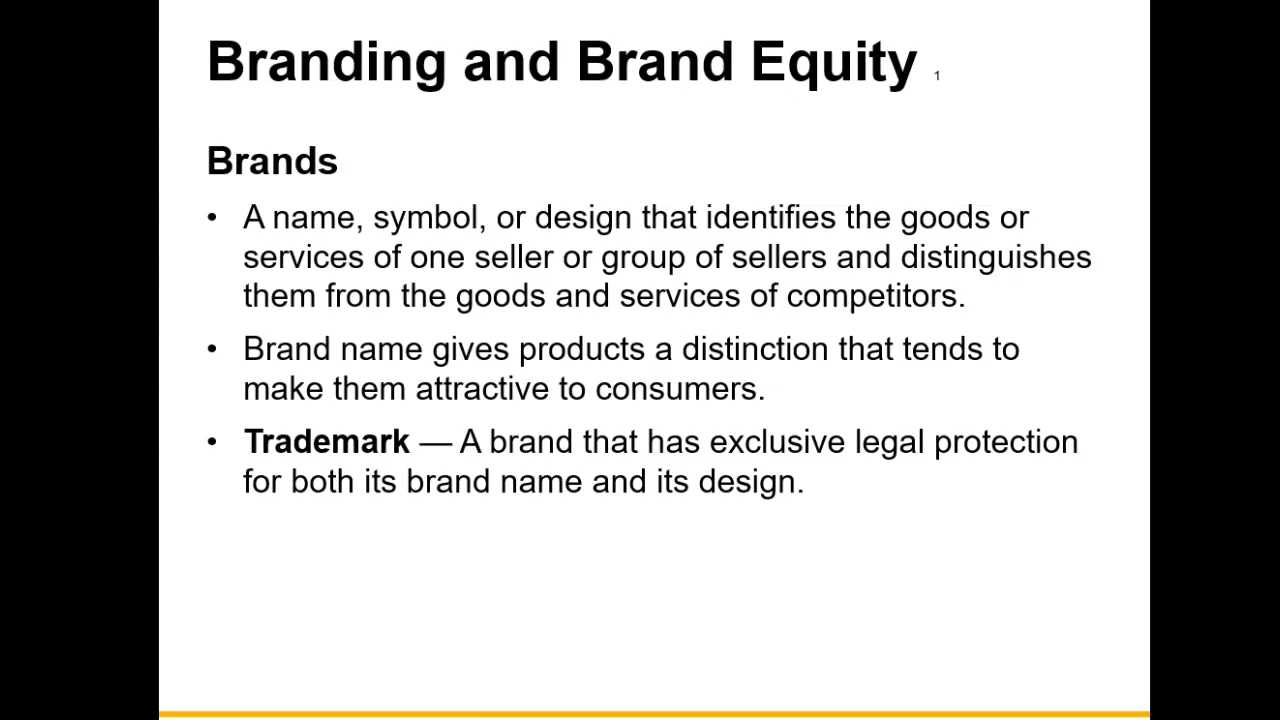 Branding and Brand Equity 1
Brands
• A name, symbol, or design that identifies the goods or
services of one seller or group of sellers and distinguishes
them from the goods and services of competitors.
• Brand name gives products a distinction that tends to
make them attractive to consumers.
• Trademark — A brand that has exclusive legal protection
for both its brand name and its design.